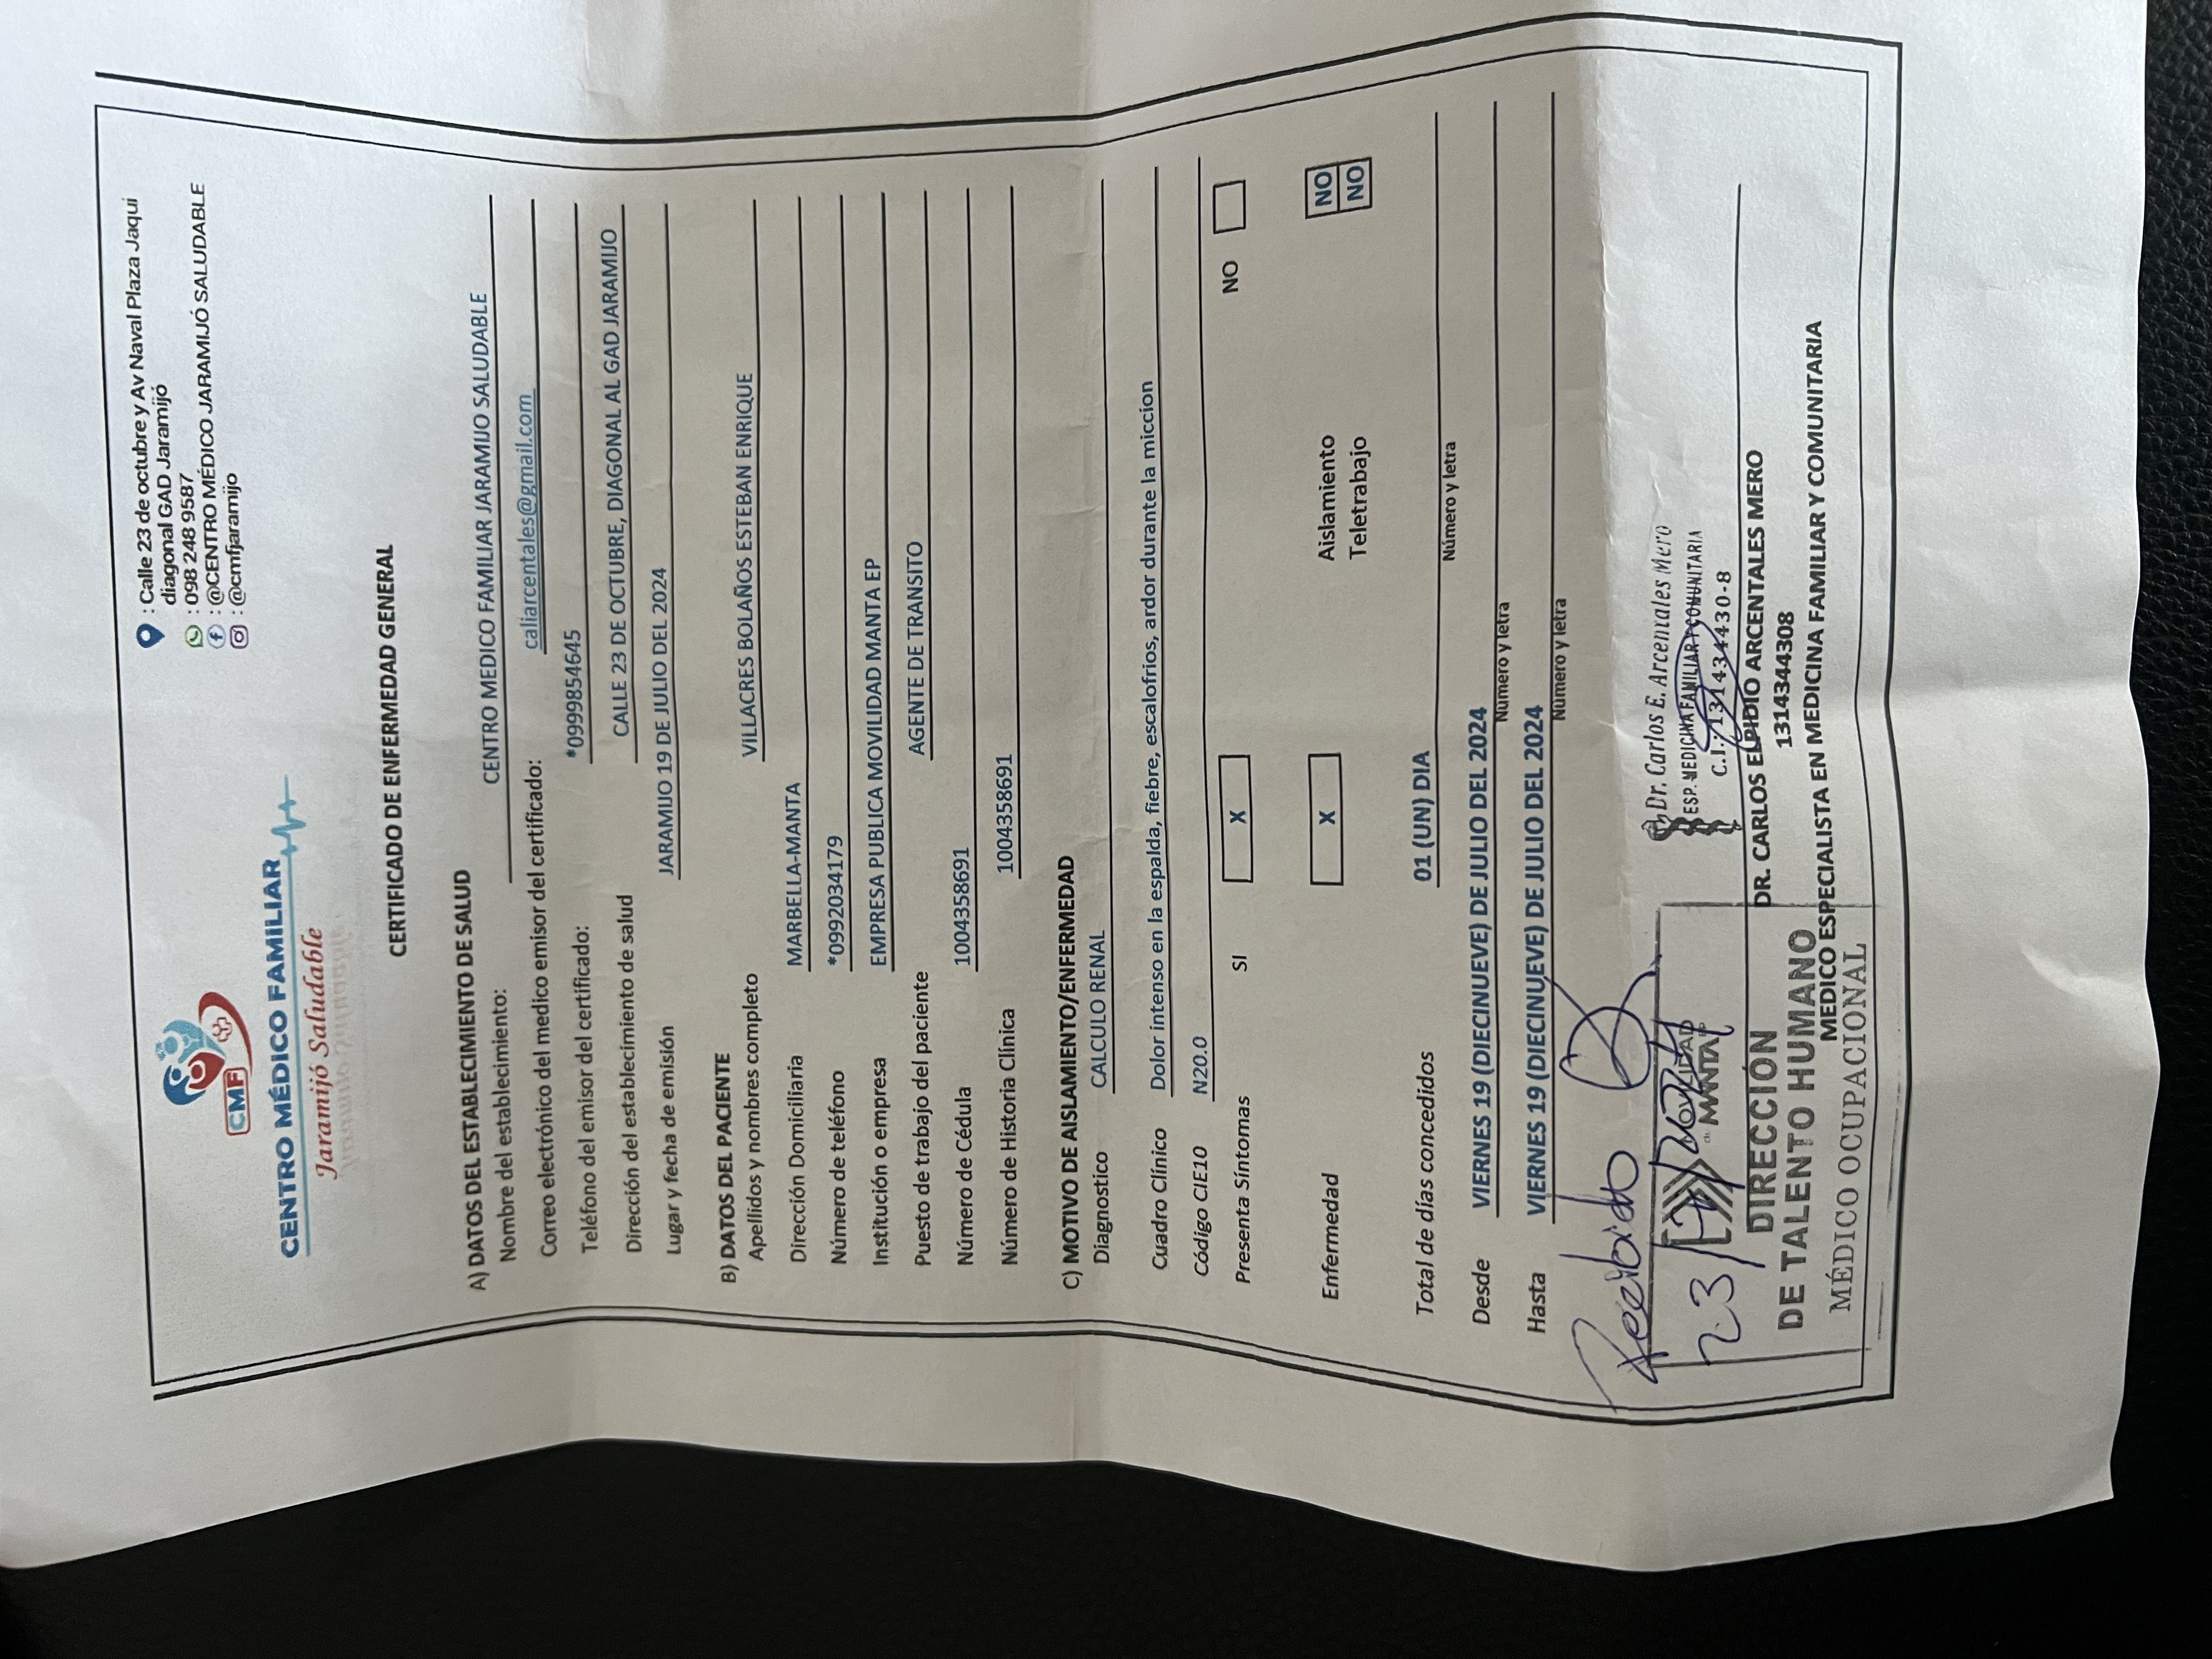 : Calle 23 de octubre y Av Naval Plaza Jaqui
diagonal GAD Jaramijó
: 098 248 9587
: @CENTRO MÉDICO JARAMIJÓ SALUDABLE
: @cmfjaramijo
CMF
CENTRO MÉDICO FAMILIAR
Jaramijó Saludable
CERTIFICADO DE ENFERMEDAD GENERAL
A) DATOS DEL ESTABLECIMIENTO DE SALUD
Nombre del establecimiento: CENTRO MEDICO FAMILIAR JARAMIJO SALUDABLE
Correo electrónico del medico emisor del certificado: caliarcentales@gmail.com
Teléfono del emisor del certificado: *0999854645
Dirección del establecimiento de salud CALLE 23 DE OCTUBRE, DIAGONAL AL GAD JARAMIJO
Lugar y fecha de emisión JARAMIJO 19 DE JULIO DEL 2024
B) DATOS DEL PACIENTE
Apellidos y nombres completo VILLACRES BOLAÑOS ESTEBAN ENRIQUE
Dirección Domiciliaria MARBELLA-MANTA
Número de teléfono *0992034179
Institución o empresa EMPRESA PUBLICA MOVILIDAD MANTA EP
Puesto de trabajo del paciente AGENTE DE TRANSITO
Número de Cédula 1004358691
Número de Historia Clínica 1004358691
C) MOTIVO DE AISLAMIENTO/ENFERMEDAD
Diagnostico CALCULO RENAL
Cuadro Clínico Dolor intenso en la espalda, fiebre, escalofrios, ardor durante la miccion
Código CIE10 N20.0
Presenta Síntomas SI X NO
Enfermedad X Aislamiento NO
Teletrabajo NO
Total de días concedidos 01 (UN) DIA
Número y letra
Desde VIERNES 19 (DIECINUEVE) DE JULIO DEL 2024
Número y letra
Hasta VIERNES 19 (DIECINUEVE) DE JULIO DEL 2024
Número y letra
Recibido
23/7/2024
MOVILIDAD
de MANTA EP
DIRECCIÓN
DE TALENTO HUMANO
MÉDICO OCUPACIONAL
Dr. Carlos E. Arcentales Mero
ESP. MEDICINA FAMILIAR Y COMUNITARIA
C.I.: 131434430-8
DR. CARLOS ELPIDIO ARCENTALES MERO
1314344308
MEDICO ESPECIALISTA EN MEDICINA FAMILIAR Y COMUNITARIA